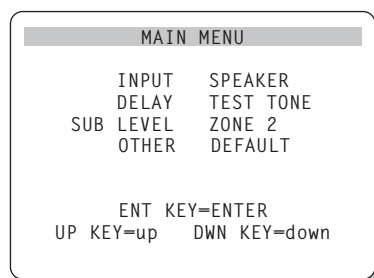 MAIN MENU
INPUT SPEAKER
DELAY TEST TONE
SUB LEVEL ZONE 2
OTHER DEFAULT
ENT KEY=ENTER
UP KEY=up DWN KEY=down